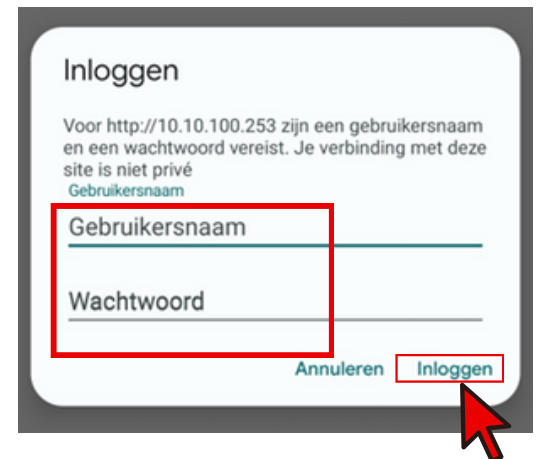 Inloggen
Voor http://10.10.100.253 zijn een gebruikersnaam
en een wachtwoord vereist. Je verbinding met deze
site is niet privé
Gebruikersnaam
Gebruikersnaam
Wachtwoord
Annuleren Inloggen